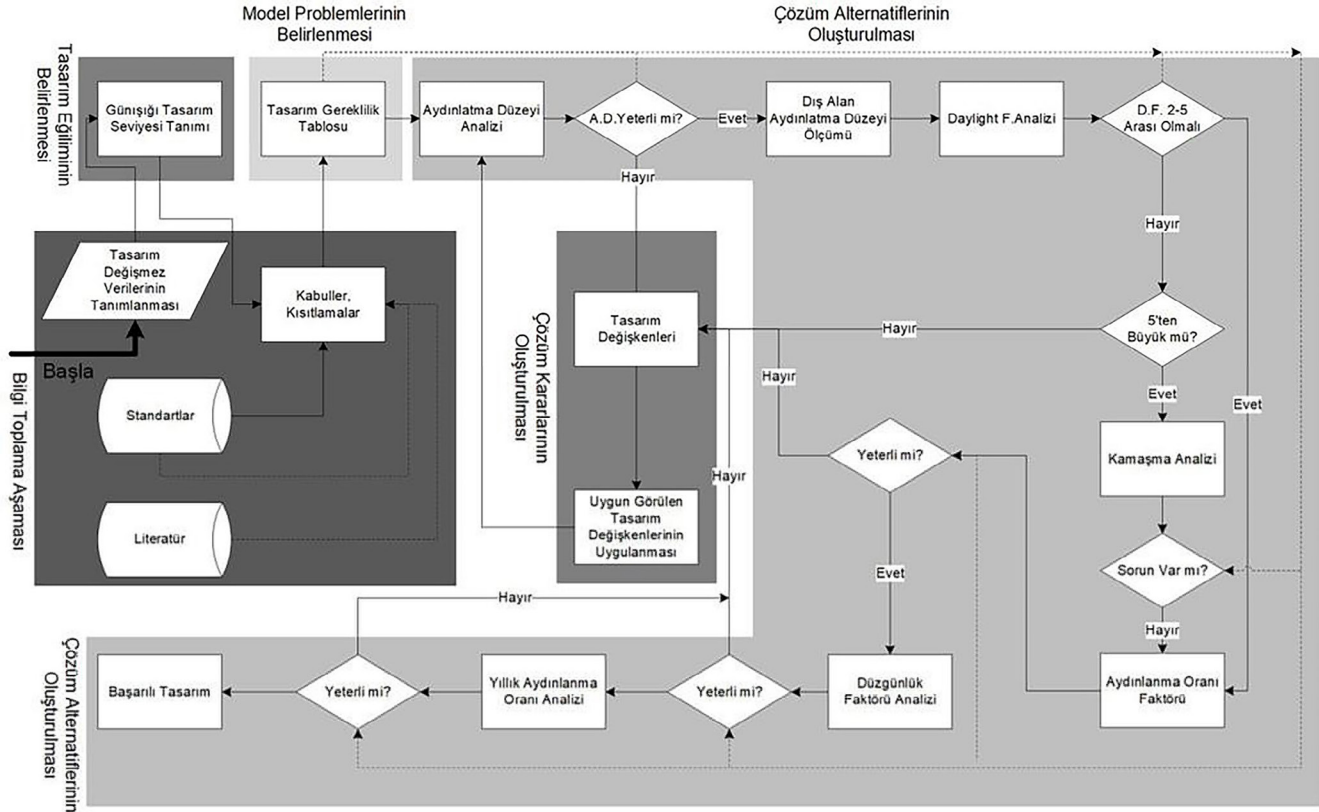 Model Problemlerinin
Belirlenmesi
Çözüm Alternatiflerinin
Oluşturulması
Tasarım Eğiliminin
Belirlenmesi
Günışığı Tasarım
Seviyesi Tanımı
Tasarım Gereklilik
Tablosu
Aydınlatma Düzeyi
Analizi
A.D.Yeterli mi?
Evet
Dış Alan
Aydınlatma Düzeyi
Ölçümü
Daylight F.Analizi
D.F. 2-5
Arası Olmalı
Hayır
Hayır
Tasarım
Değişmez
Verilerinin
Tanımlanması
Kabuller,
Kısıtlamalar
Başla
Bilgi Toplama Aşaması
Standartlar
Literatür
Tasarım
Değişkenleri
Çözüm Kararlarının
Oluşturulması
Uygun Görülen
Tasarım
Değişkenlerinin
Uygulanması
Hayır
5'ten
Büyük mü?
Hayır
Evet
Evet
Yeterli mi?
Kamaşma Analizi
Hayır
Evet
Sorun Var mı?
Hayır
Hayır
Çözüm Alternatiflerinin
Oluşturulması
Başarılı Tasarım
Yeterli mi?
Yıllık Aydınlanma
Oranı Analizi
Yeterli mi?
Düzgünlük
Faktörü Analizi
Aydınlanma Oranı
Faktörü